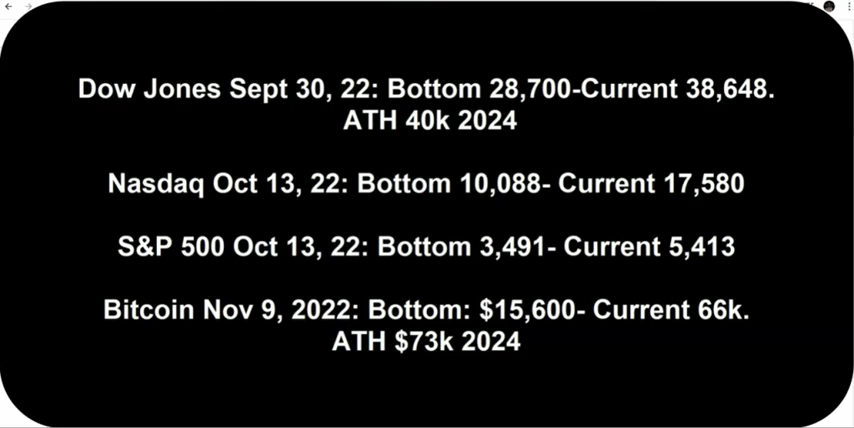 Dow Jones Sept 30, 22: Bottom 28,700-Current 38,648.
ATH 40k 2024
Nasdaq Oct 13, 22: Bottom 10,088- Current 17,580
S&P 500 Oct 13, 22: Bottom 3,491- Current 5,413
Bitcoin Nov 9, 2022: Bottom: $15,600- Current 66k.
ATH $73k 2024